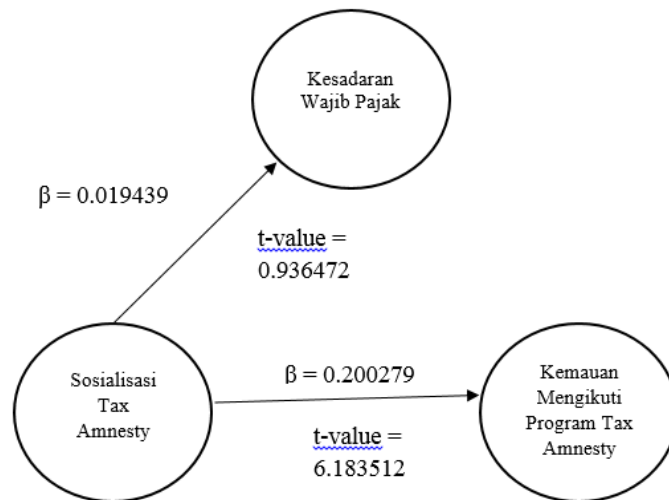 Kesadaran
Wajib Pajak
β = 0.019439
t-value =
0.936472
Sosialisasi
Tax
Amnesty
β = 0.200279
t-value =
6.183512
Kemauan
Mengikuti
Program Tax
Amnesty